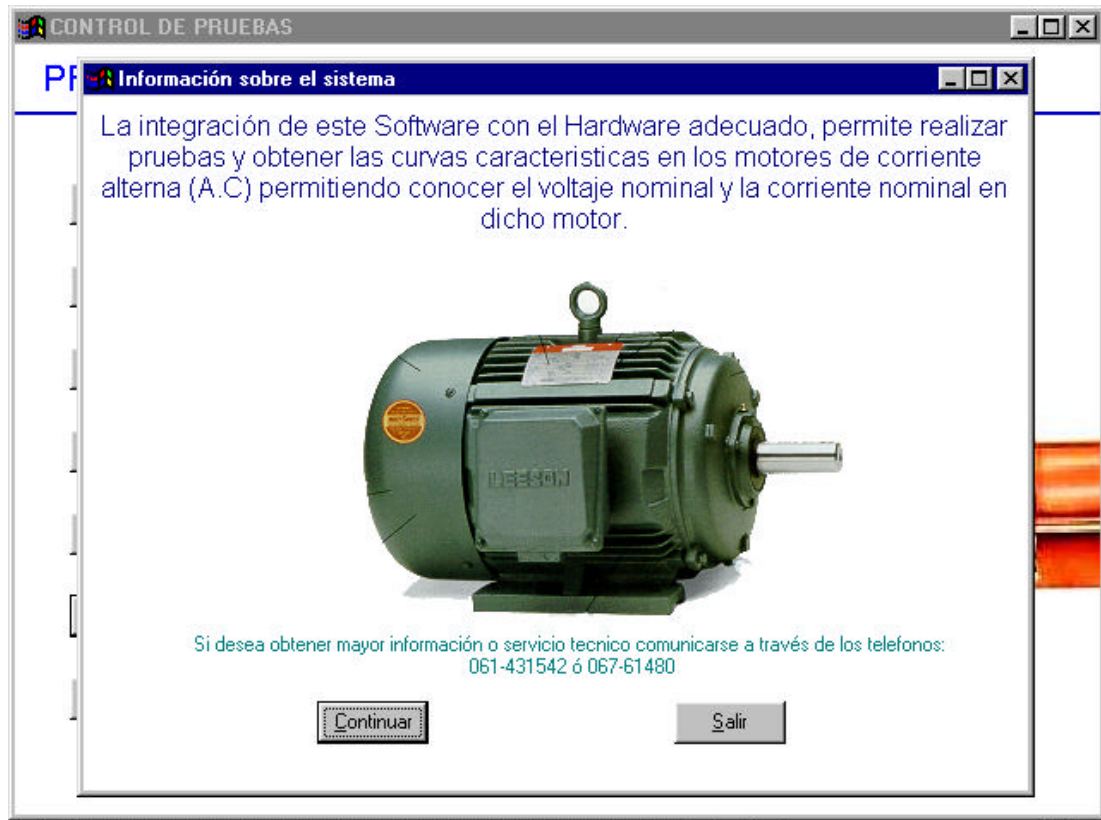 CONTROL DE PRUEBAS
Información sobre el sistema
La integración de este Software con el Hardware adecuado, permite realizar
pruebas y obtener las curvas caracteristicas en los motores de corriente
alterna (A.C) permitiendo conocer el voltaje nominal y la corriente nominal en
dicho motor.
LEESON
Si desea obtener mayor información o servicio tecnico comunicarse a través de los telefonos:
061-431542 ó 067-61480
Continuar
Salir